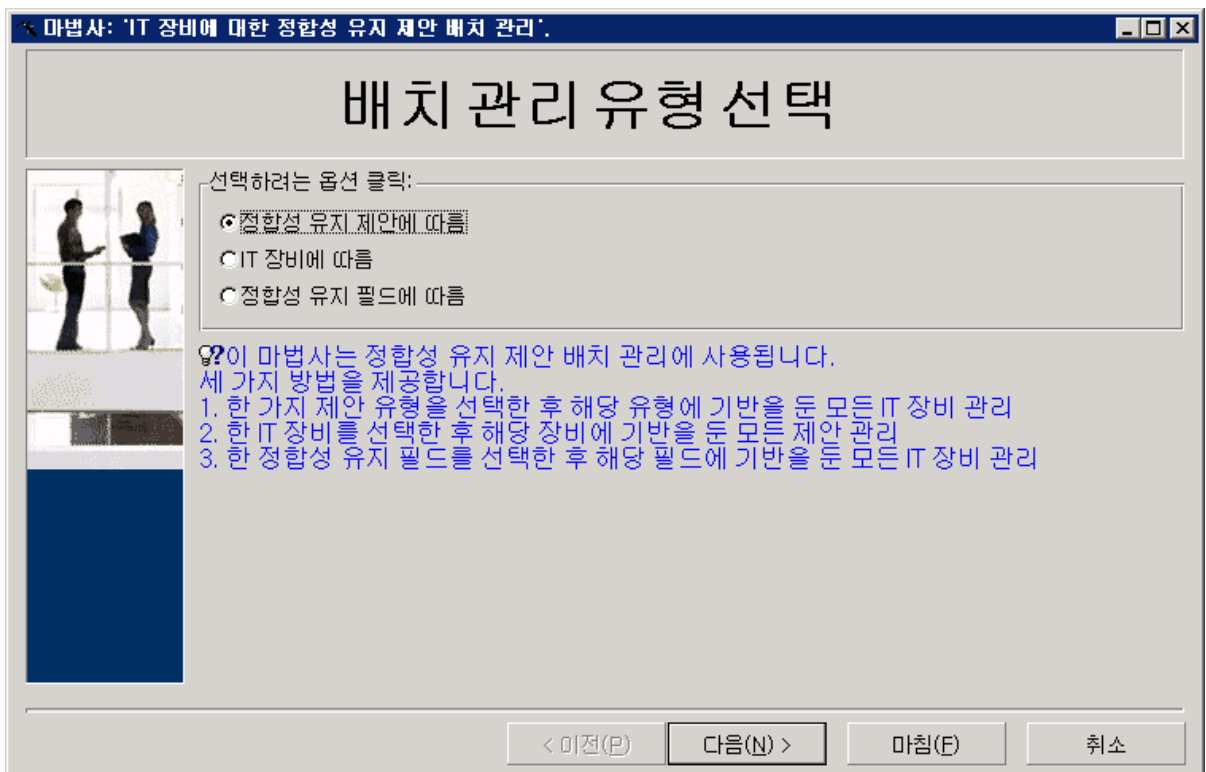 마법사: 'IT 장비에 대한 정합성 유지 제안 배치 관리'.
배치 관리 유형 선택
선택하려는 옵션 클릭:
정합성 유지 제안에 따름
IT 장비에 따름
정합성 유지 필드에 따름
이 마법사는 정합성 유지 제안 배치 관리에 사용됩니다.
세 가지 방법을 제공합니다.
1. 한 가지 제안 유형을 선택한 후 해당 유형에 기반을 둔 모든 IT 장비 관리
2. 한 IT 장비를 선택한 후 해당 장비에 기반을 둔 모든 제안 관리
3. 한 정합성 유지 필드를 선택한 후 해당 필드에 기반을 둔 모든 IT 장비 관리
< 이전(P) 다음(N) > 마침(F) 취소